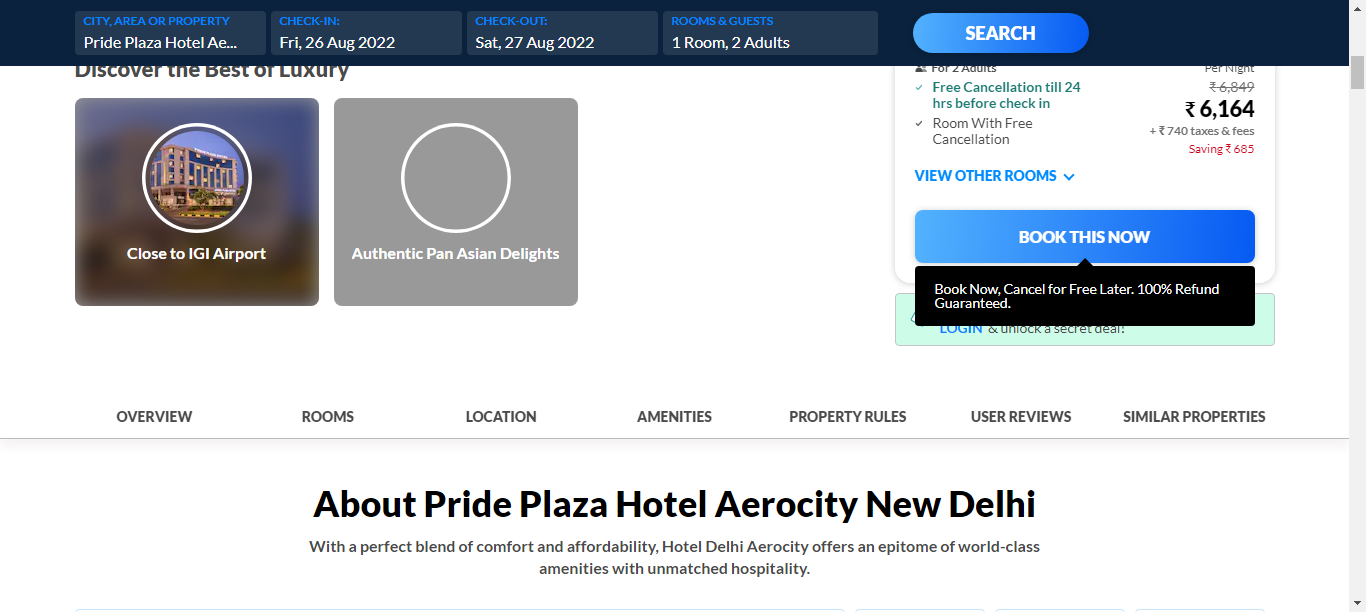 CITY, AREA OR PROPERTY
Pride Plaza Hotel Ae...
CHECK-IN:
Fri, 26 Aug 2022
CHECK-OUT:
Sat, 27 Aug 2022
ROOMS & GUESTS
1 Room, 2 Adults
SEARCH
Discover the Best of Luxury
Close to IGI Airport
Authentic Pan Asian Delights
For 2 Adults
Free Cancellation till 24
hrs before check in
Room With Free
Cancellation
Per Night
₹ 6,849
₹ 6,164
+ ₹ 740 taxes & fees
Saving ₹ 685
VIEW OTHER ROOMS
BOOK THIS NOW
Book Now, Cancel for Free Later. 100% Refund
Guaranteed.
LOGIN & unlock a secret deal!
OVERVIEW
ROOMS
LOCATION
AMENITIES
PROPERTY RULES
USER REVIEWS
SIMILAR PROPERTIES
About Pride Plaza Hotel Aerocity New Delhi
With a perfect blend of comfort and affordability, Hotel Delhi Aerocity offers an epitome of world-class
amenities with unmatched hospitality.